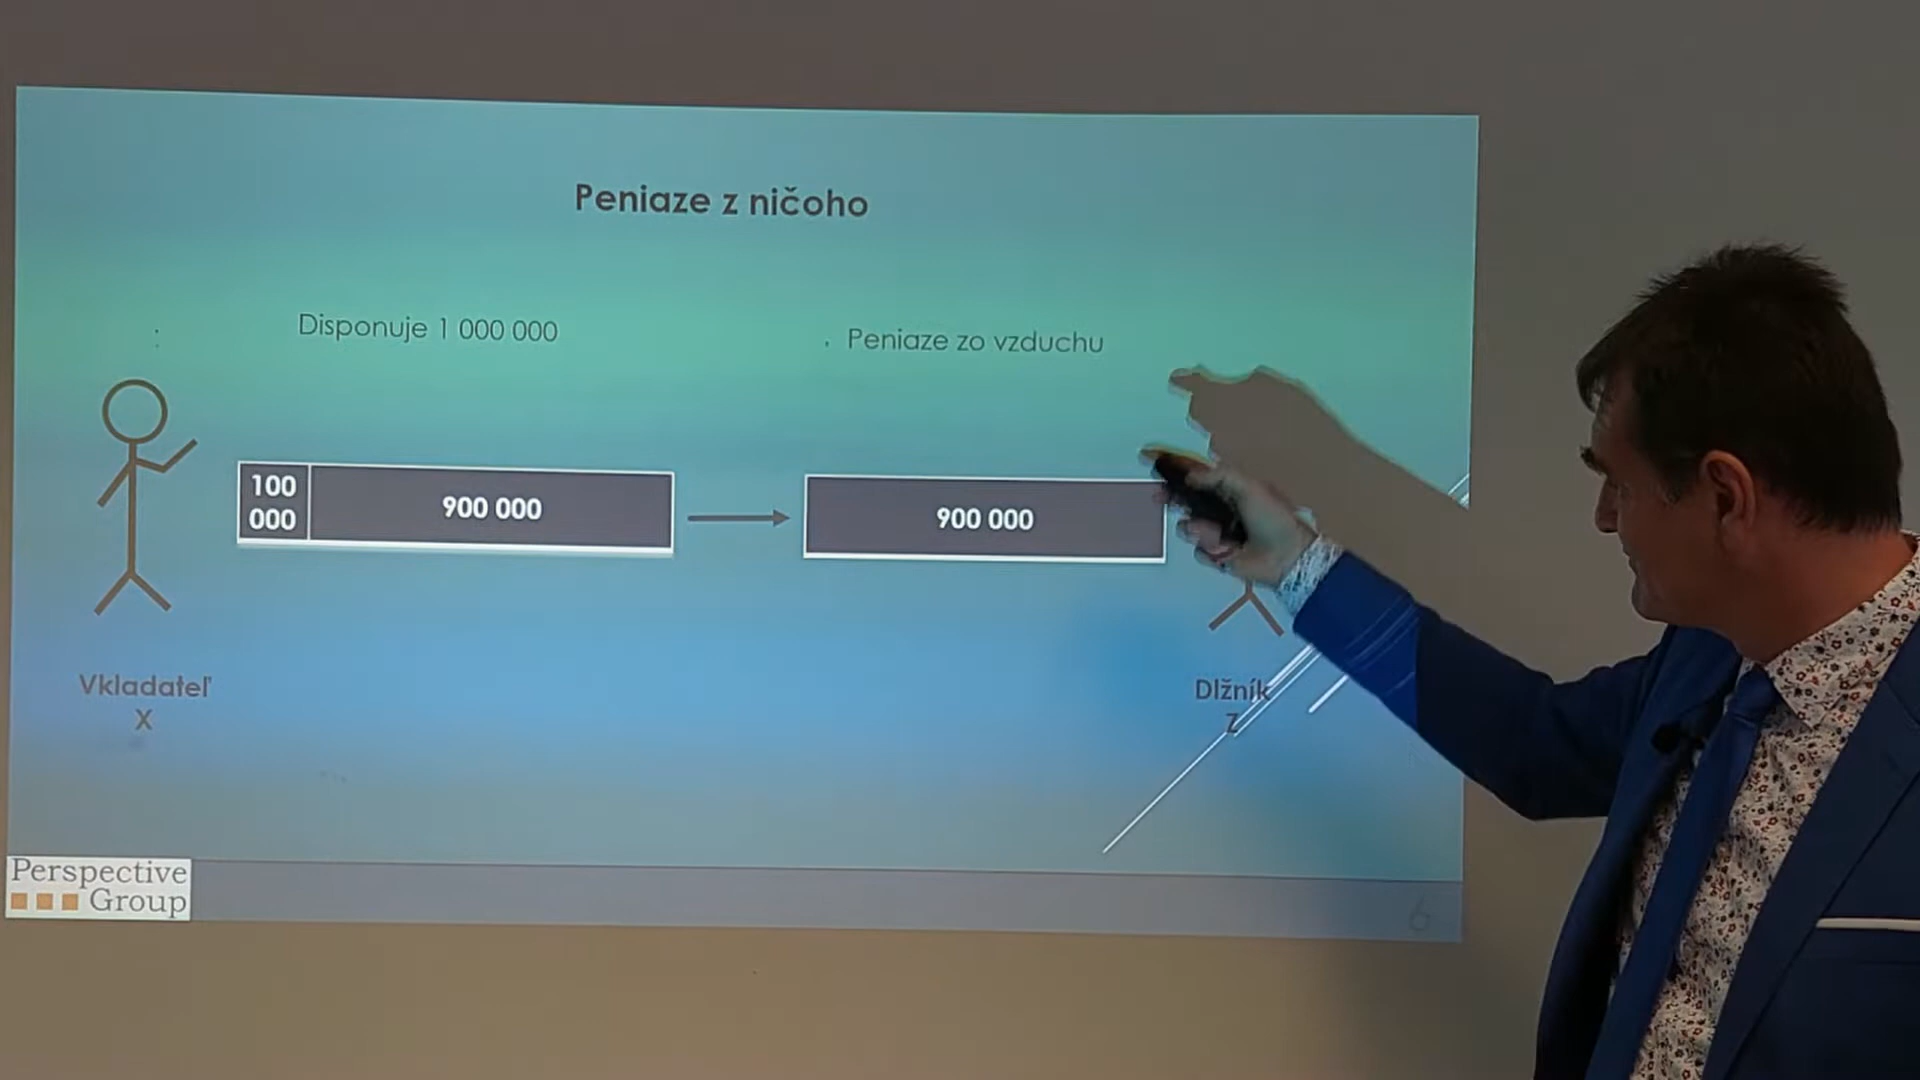 Peniaze z ničoho
Disponuje 1 000 000
Peniaze zo vzduchu
100
000
900 000
900 000
Vkladateľ
X
Dlžník
Z
Perspective
Group
6